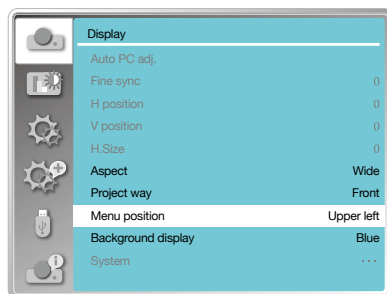 Display
Auto PC adj.
Fine sync 0
H position 0
V position 0
H.Size 0
Aspect Wide
Project way Front
Menu position Upper left
Background display Blue
System ···